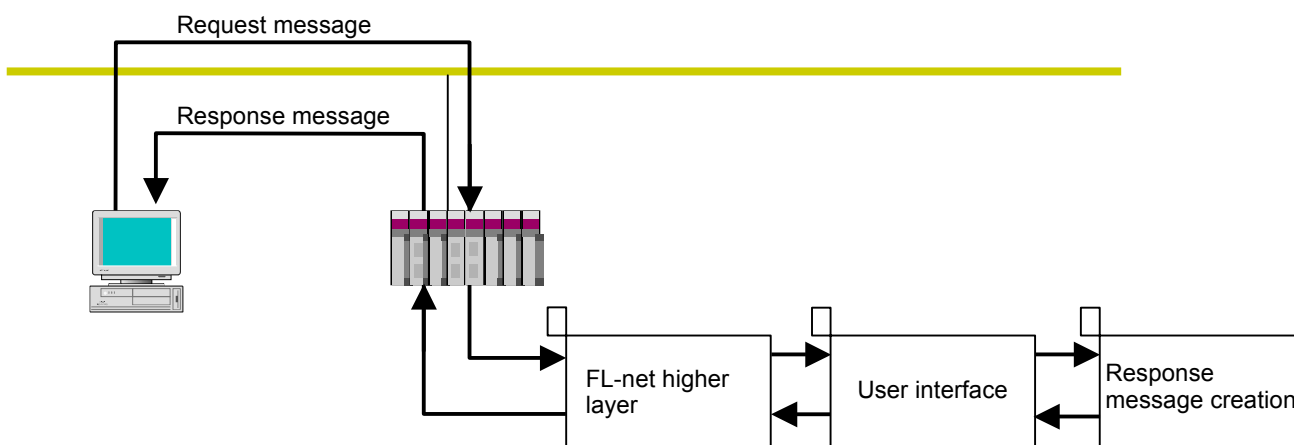 Request message
Response message
FL-net higher
layer
User interface
Response
message creation